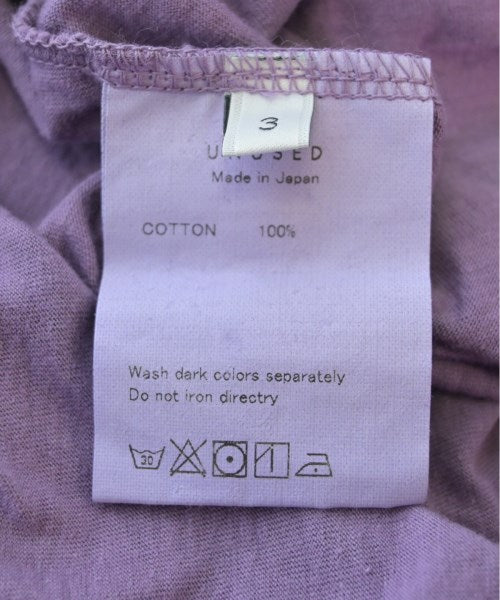 3
UNUSED
Made in Japan
COTTON 100%
Wash dark colors separately
Do not iron directry
30